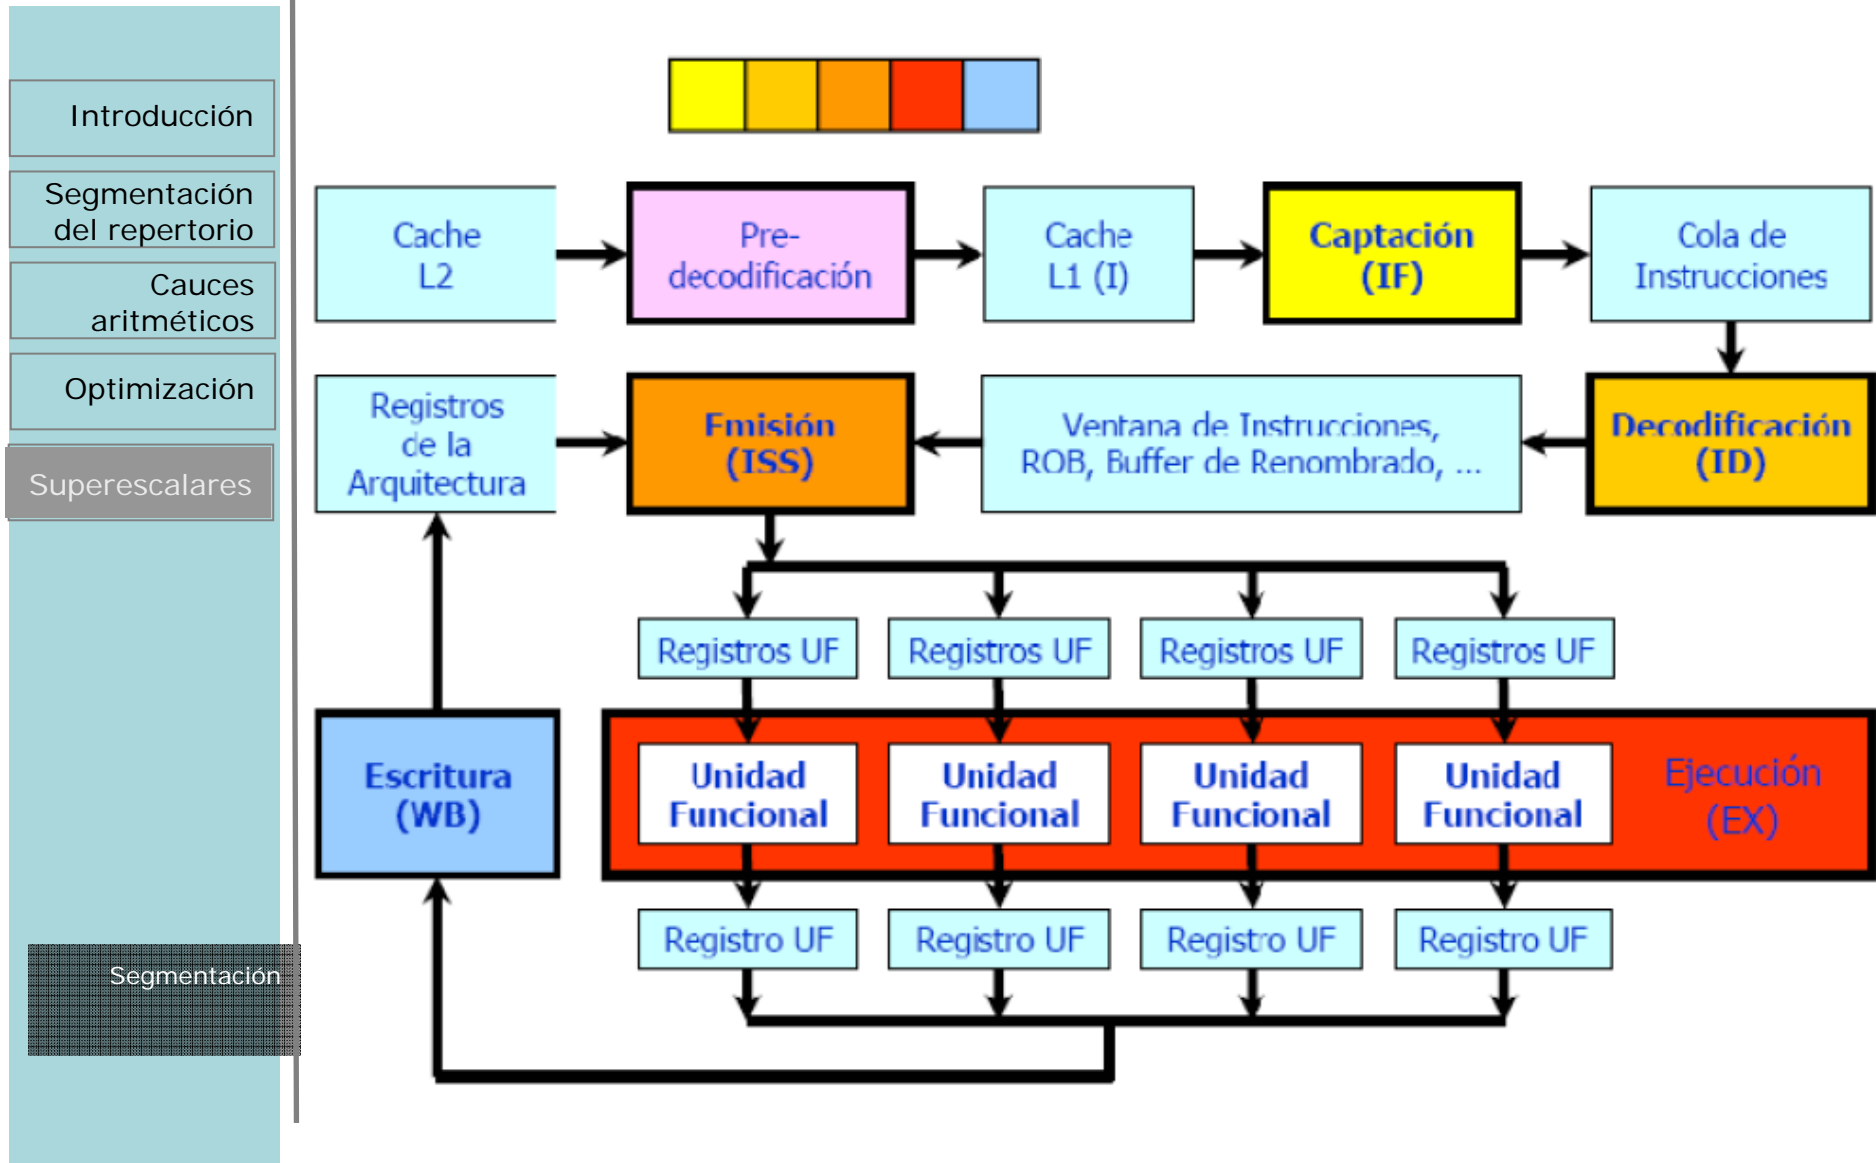 Introducción
Segmentación
del repertorio
Cauces
aritméticos
Optimización
Superescalares
Segmentación
Cache
L2
Pre-
decodificación
Cache
L1 (I)
Captación
(IF)
Cola de
Instrucciones
Registros
de la
Arquitectura
Emisión
(ISS)
Ventana de Instrucciones,
ROB, Buffer de Renombrado, ...
Decodificación
(ID)
Registros UF
Registros UF
Registros UF
Registros UF
Escritura
(WB)
Unidad
Funcional
Unidad
Funcional
Unidad
Funcional
Unidad
Funcional
Ejecución
(EX)
Registro UF
Registro UF
Registro UF
Registro UF